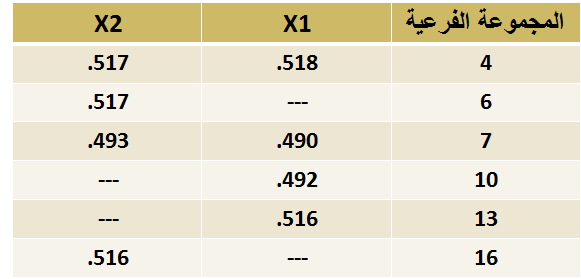 المجموعة الفرعية X1 X2
4 .518 .517
6 --- .517
7 .490 .493
10 .492 ---
13 .516 ---
16 --- .516